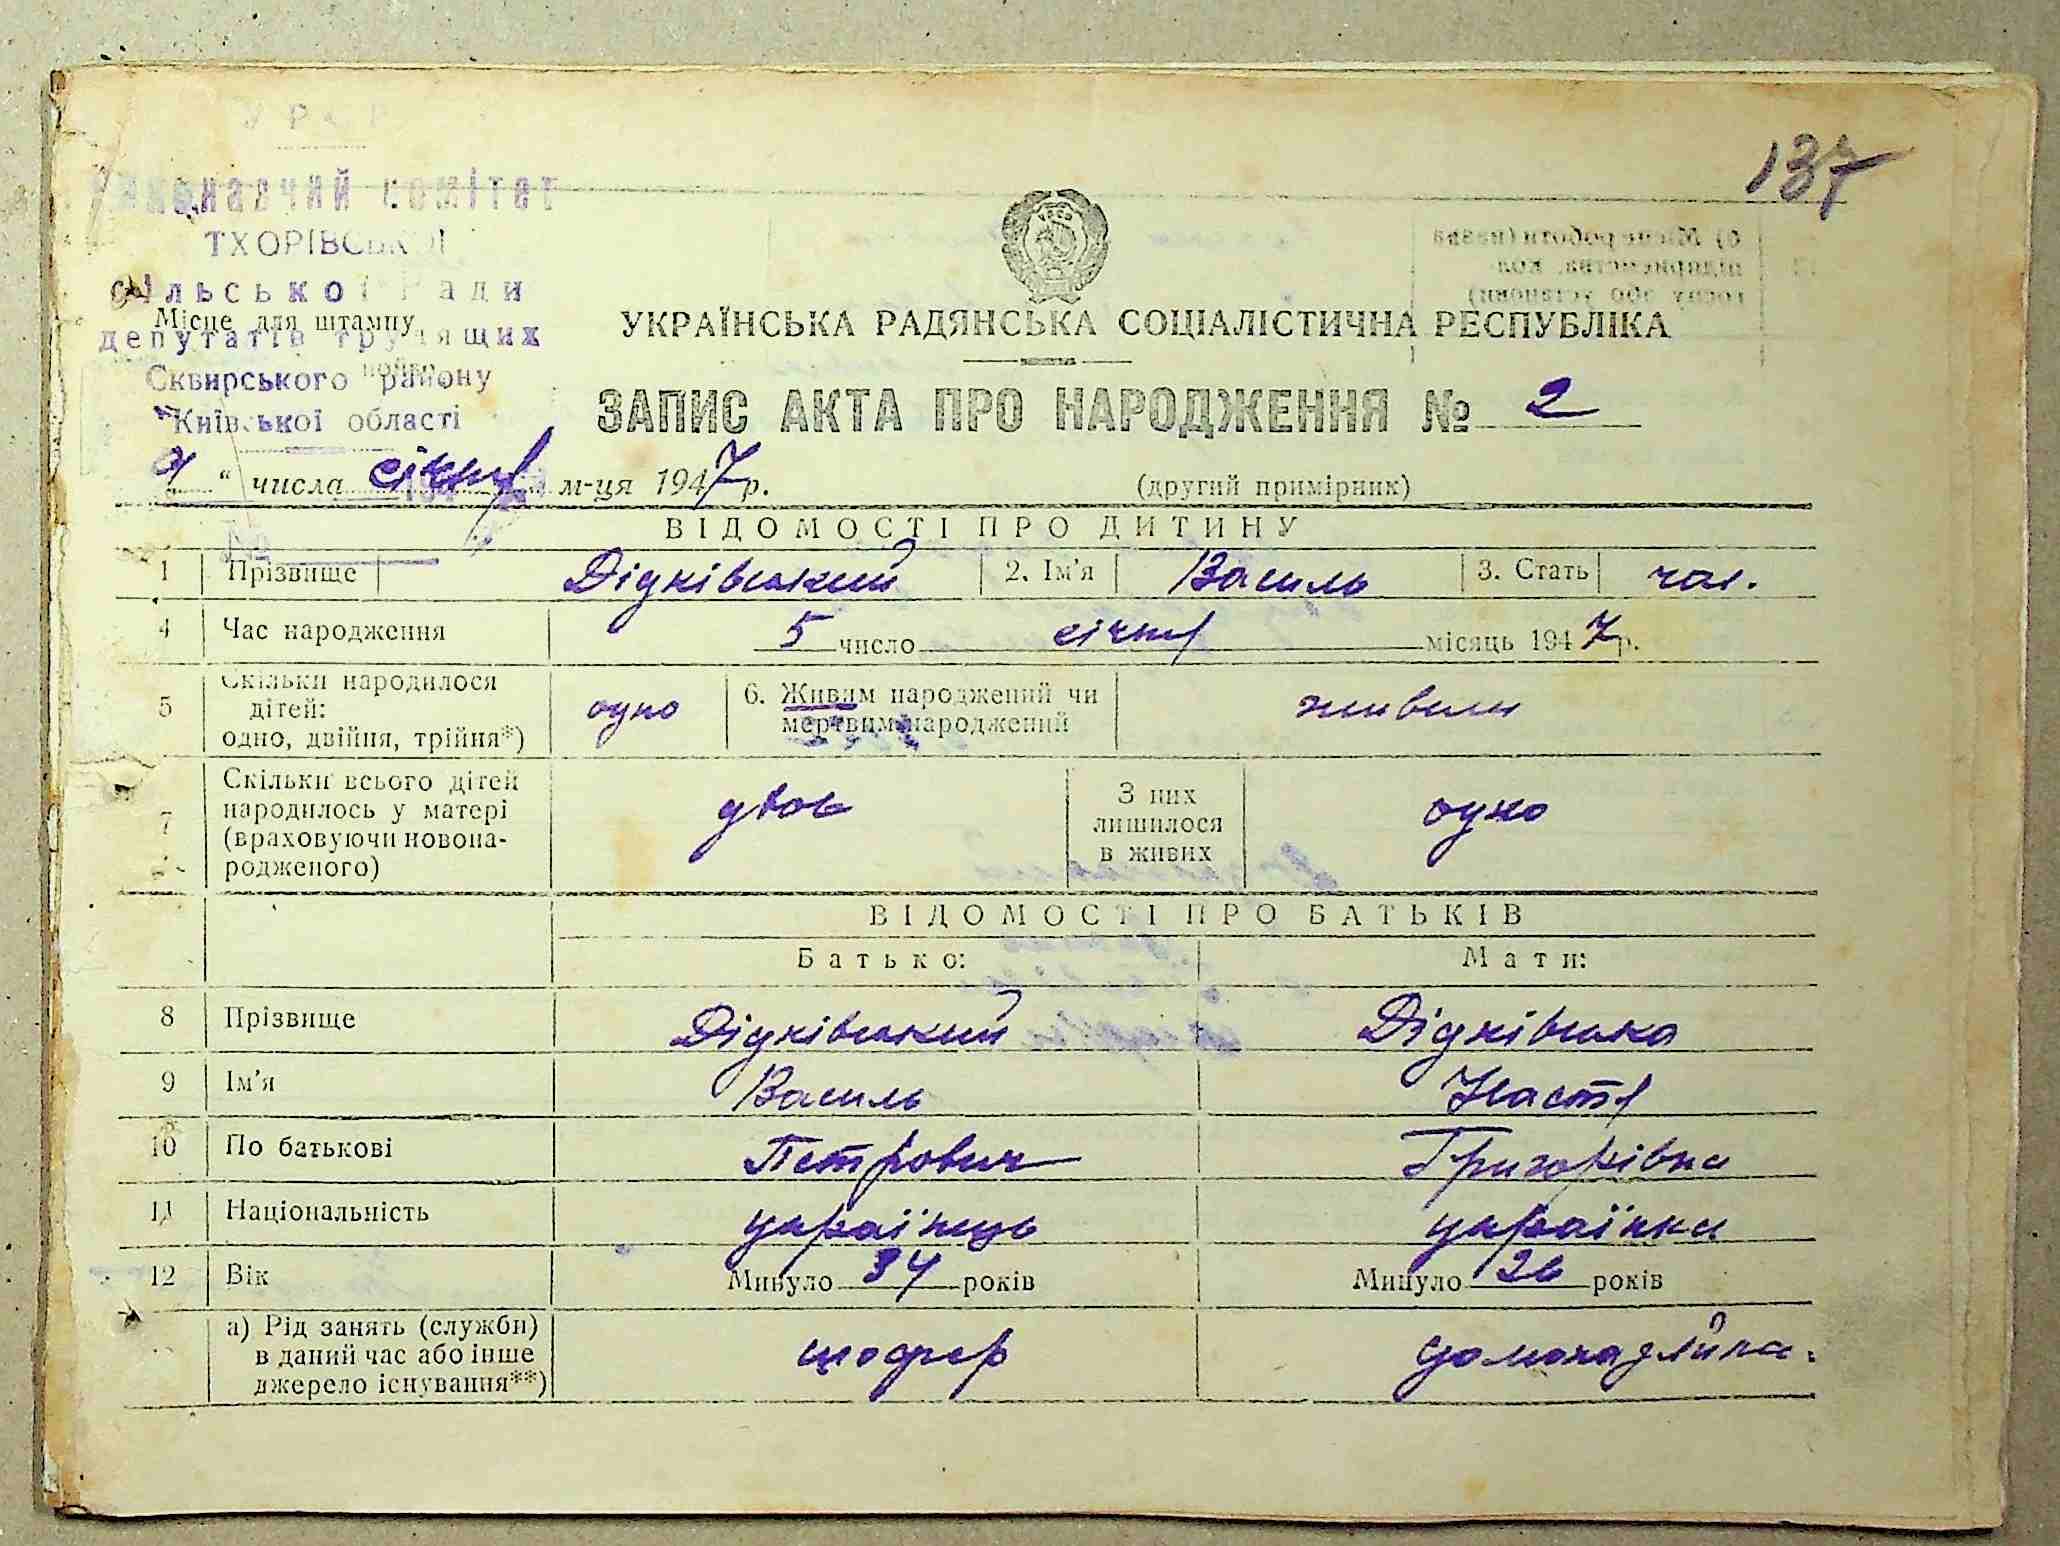 137
УРСР
Виконавчий комітет
ТХОРІВСЬКОЇ
сільської Ради
Місце для штампу
депутатів трудящих
Сквирського району
Київської області
УКРАЇНСЬКА РАДЯНСЬКА СОЦІАЛІСТИЧНА РЕСПУБЛІКА
ЗАПИС АКТА ПРО НАРОДЖЕННЯ № 2
" числа січня м-ця 1947 р.
(другий примірник)
ВІДОМОСТІ ПРО ДИТИНУ
1 Прізвище Дідківський 2. Ім'я Василь 3. Стать чол.
4 Час народження 5 число січня місяць 1947 р.
5 Скільки народилося дітей: одно, двійня, трійня*) одно 6. Живим народжений чи мертвим народжений живим
7 Скільки всього дітей народилось у матері (враховуючи новонародженого) двоє З них лишилося в живих одно
ВІДОМОСТІ ПРО БАТЬКІВ
Батько: Мати:
8 Прізвище Дідківський Дідківська
9 Ім'я Василь Настя
10 По батькові Петрович Григорівна
11 Національність українець українка
12 Вік Минуло 34 років Минуло 26 років
а) Рід занять (служби) в даний час або інше джерело існування**) шофер домохазяйка.